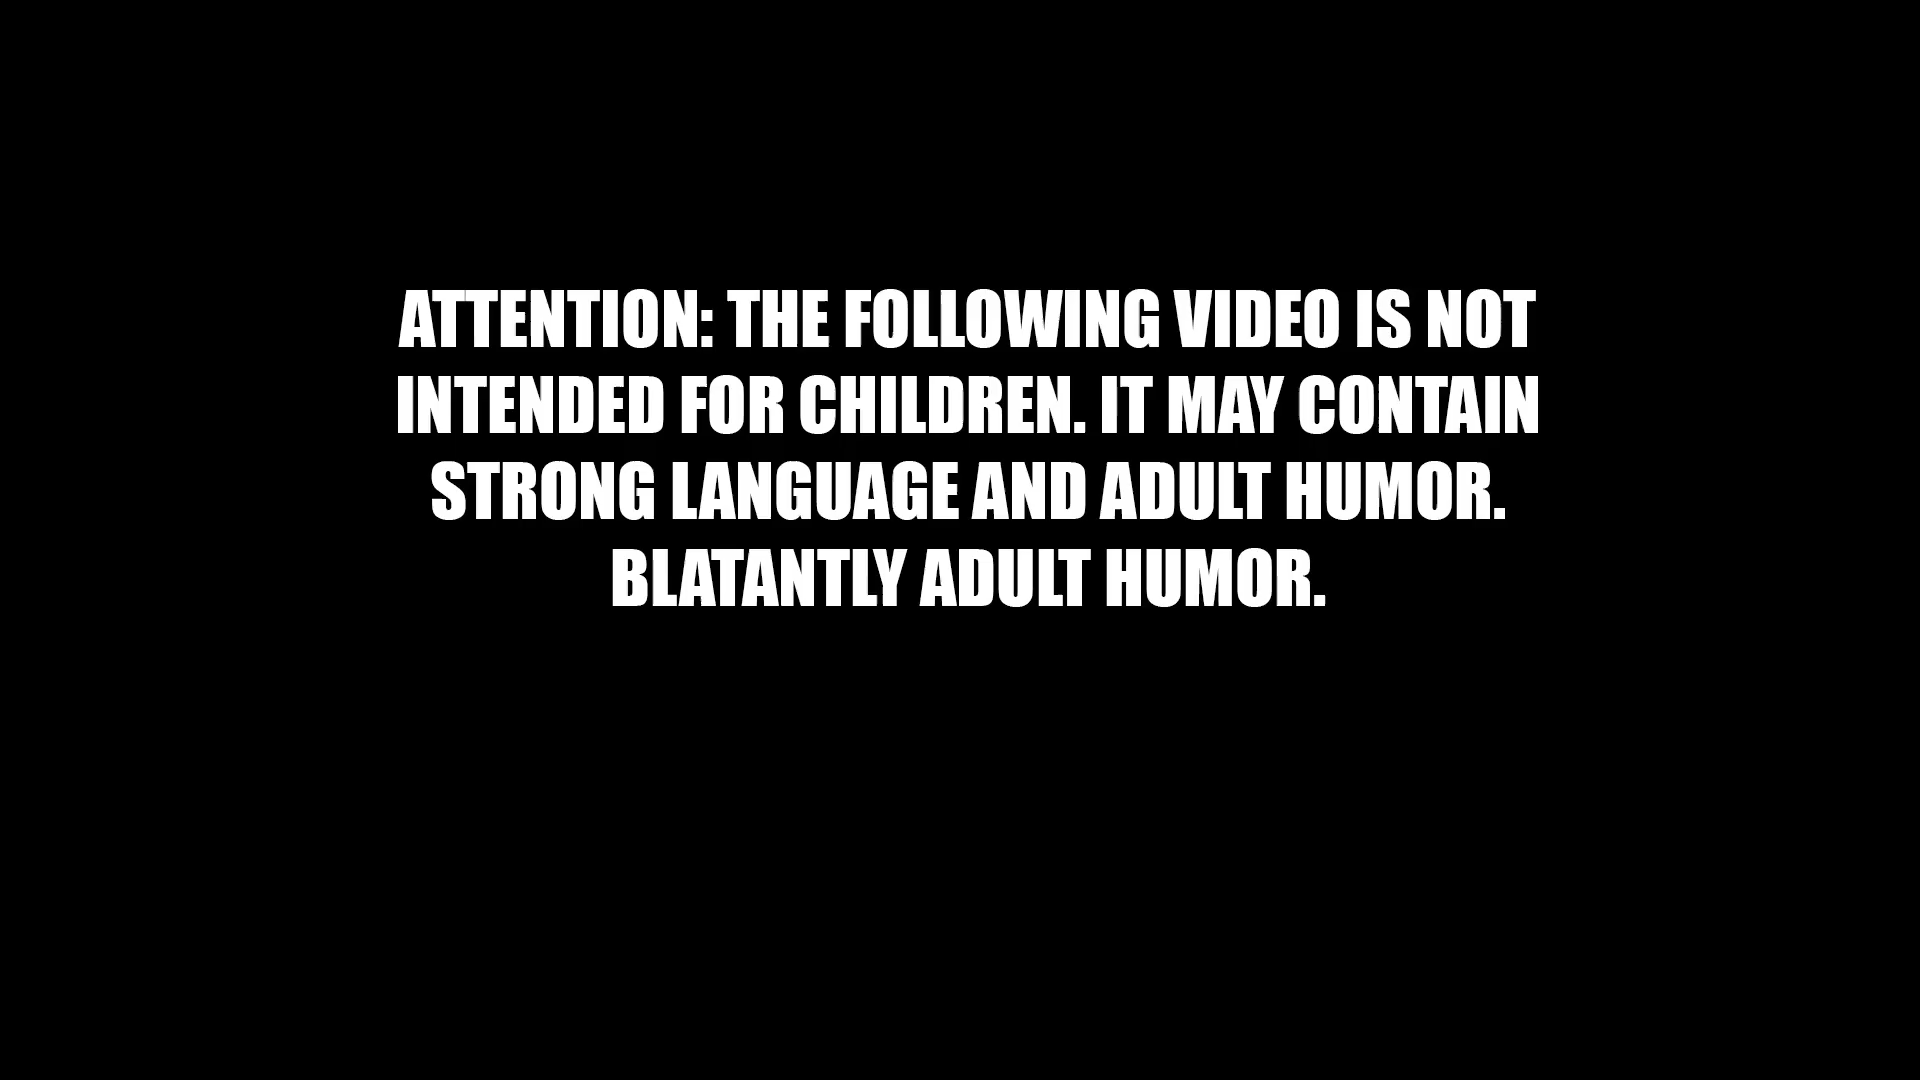 ATTENTION: THE FOLLOWING VIDEO IS NOT
INTENDED FOR CHILDREN. IT MAY CONTAIN
STRONG LANGUAGE AND ADULT HUMOR.
BLATANTLY ADULT HUMOR.